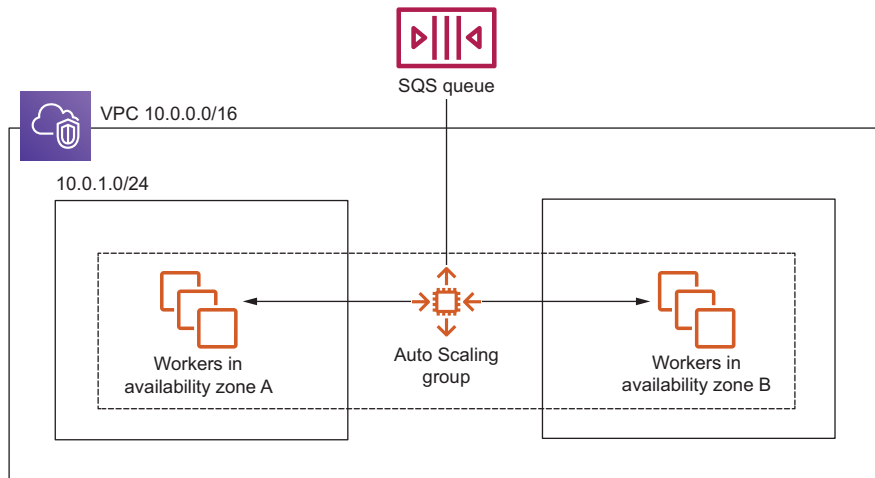 SQS queue
VPC 10.0.0.0/16
10.0.1.0/24
Workers in
availability zone A
Auto Scaling
group
Workers in
availability zone B